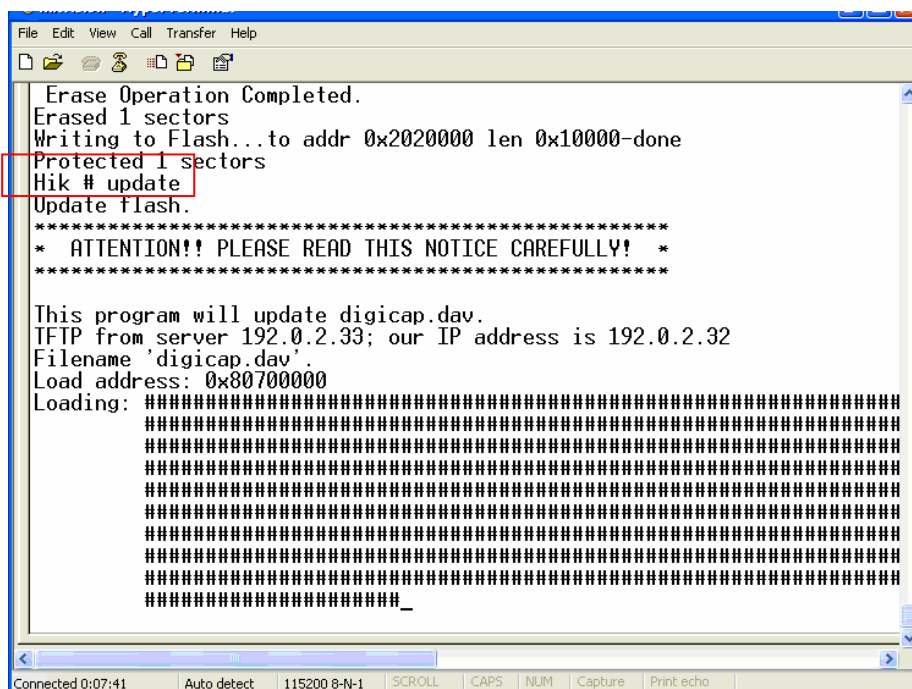 File Edit View Call Transfer Help
Erase Operation Completed.
Erased 1 sectors
Writing to Flash...to addr 0x2020000 len 0x10000-done
Protected 1 sectors
Hik # update
Update flash.
****************************************************
* ATTENTION!! PLEASE READ THIS NOTICE CAREFULLY! *
****************************************************
This program will update digicap.dav.
TFTP from server 192.0.2.33; our IP address is 192.0.2.32
Filename 'digicap.dav'.
Load address: 0x80700000
Loading: ##############################################################
##############################################################
##############################################################
##############################################################
##############################################################
##############################################################
##############################################################
##############################################################
##############################################################
#####################_
Connected 0:07:41 Auto detect 115200 8-N-1 SCROLL CAPS NUM Capture Print echo